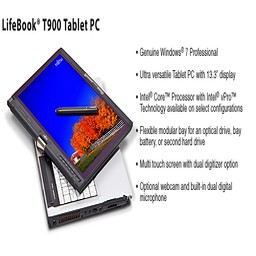 LifeBook® T900 Tablet PC
• Genuine Windows® 7 Professional
• Ultra versatile Tablet PC with 13.3" display
• Intel® Core™ Processor with Intel® vPro™
Technology available on select configurations
• Flexible modular bay for an optical drive, bay
battery, or second hard drive
• Multi touch screen with dual digitizer option
• Optional webcam and built-in dual digital
microphone